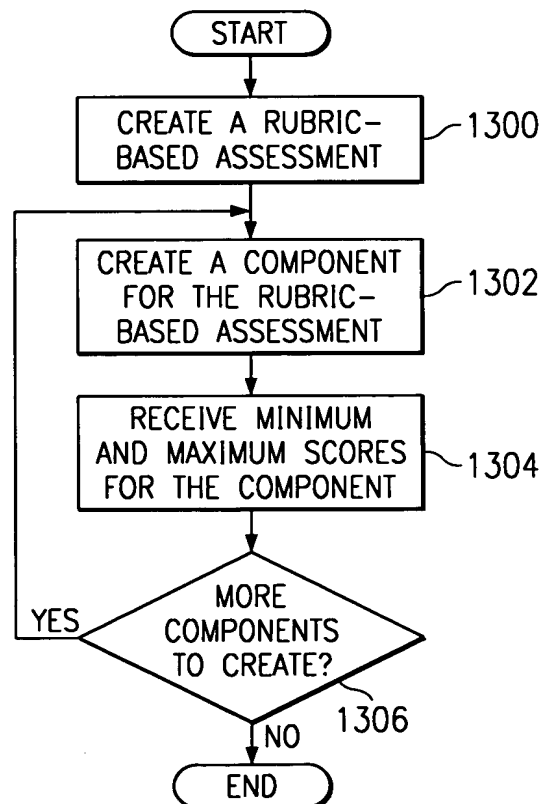 START
CREATE A RUBRIC-
BASED ASSESSMENT
1300
CREATE A COMPONENT
FOR THE RUBRIC-
BASED ASSESSMENT
1302
RECEIVE MINIMUM
AND MAXIMUM SCORES
FOR THE COMPONENT
1304
MORE
COMPONENTS
TO CREATE?
YES
1306
NO
END